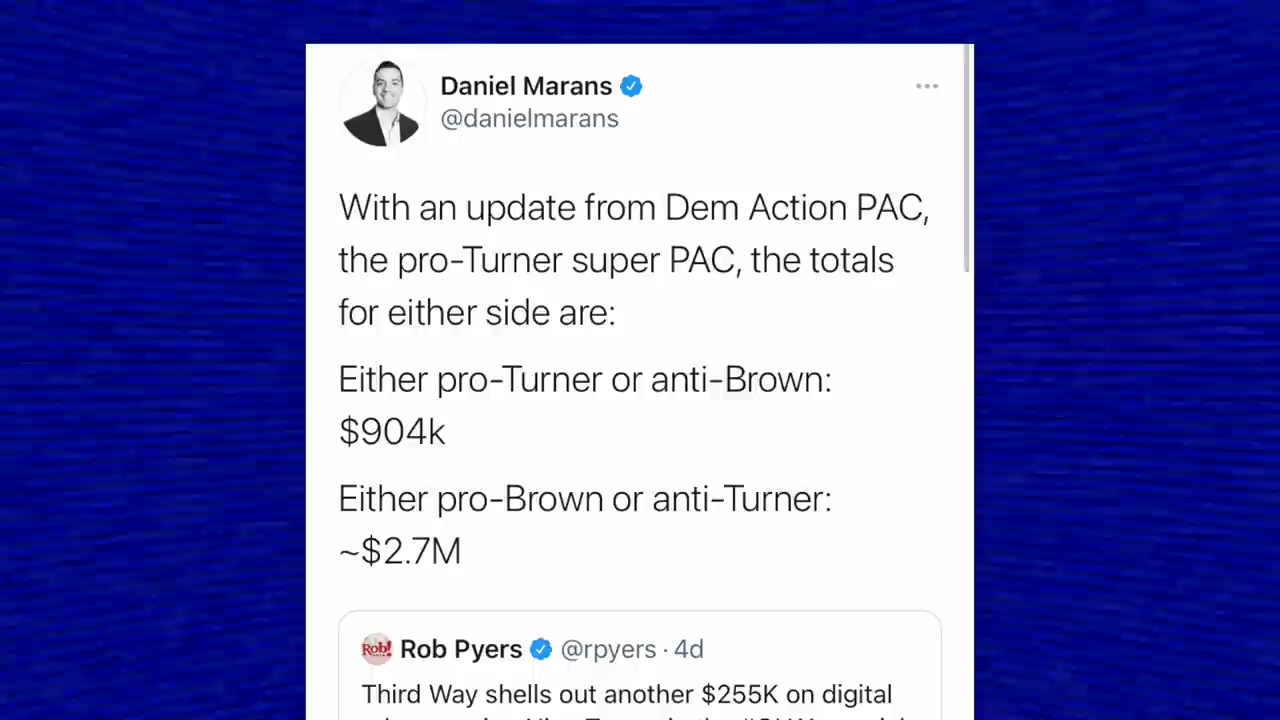 Daniel Marans
@danielmarans
With an update from Dem Action PAC,
the pro-Turner super PAC, the totals
for either side are:
Either pro-Turner or anti-Brown:
$904k
Either pro-Brown or anti-Turner:
~$2.7M
Rob!
Rob Pyers @rpyers · 4d
Third Way shells out another $255K on digital